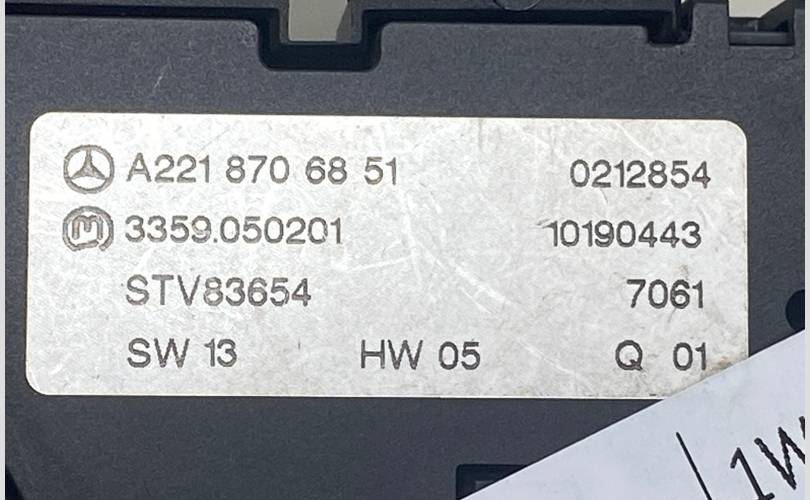 A221 870 68 51 0212854
3359.050201 10190443
STV83654 7061
SW 13 HW 05 Q 01